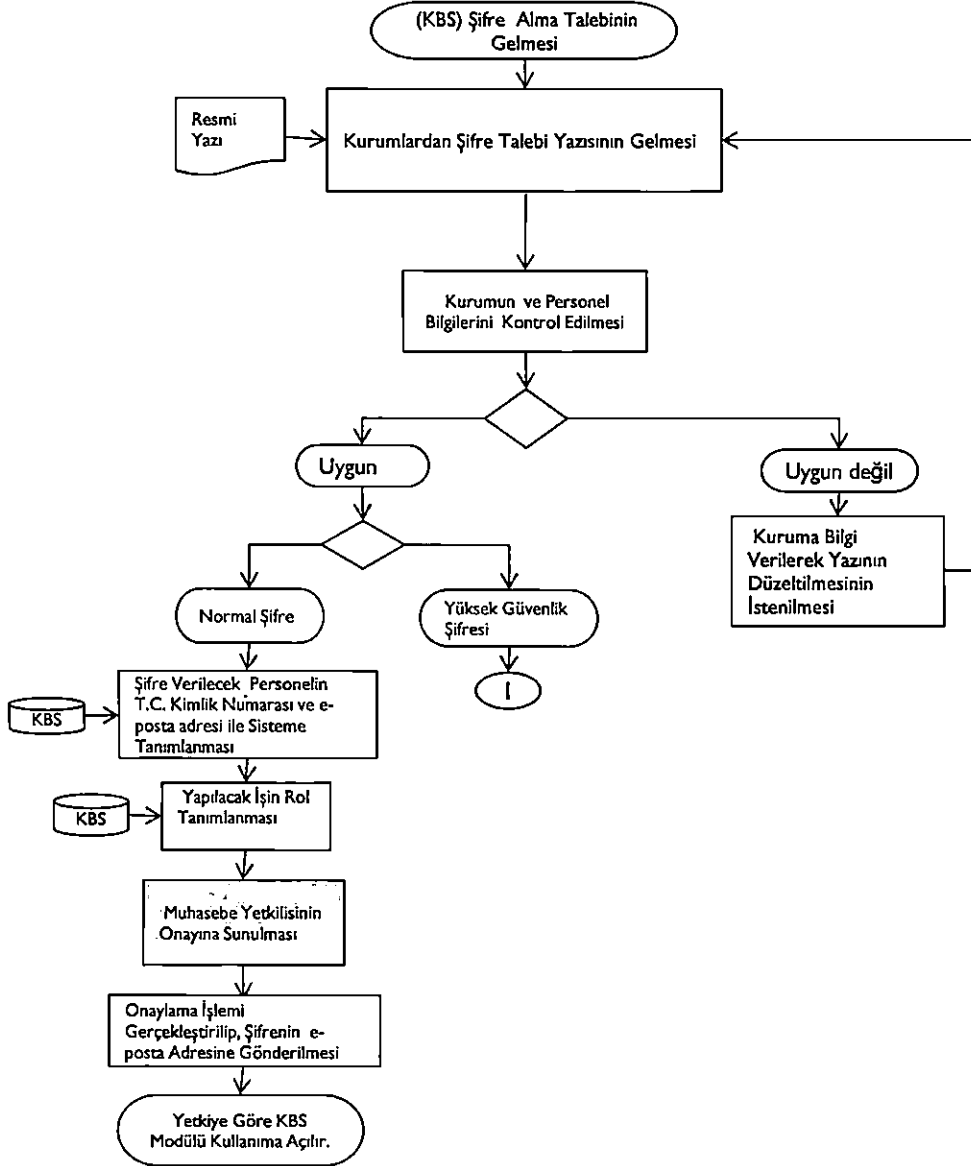 (KBS) Şifre Alma Talebinin
Gelmesi
Resmi
Yazı
Kurumlardan Şifre Talebi Yazısının Gelmesi
Kurumun ve Personel
Bilgilerini Kontrol Edilmesi
Uygun
Uygun değil
Kuruma Bilgi
Verilerek Yazının
Düzeltilmesinin
İstenilmesi
Normal Şifre
Yüksek Güvenlik
Şifresi
I
Şifre Verilecek Personelin
T.C. Kimlik Numarası ve e-
posta adresi ile Sisteme
Tanımlanması
KBS
Yapılacak İşin Rol
Tanımlanması
KBS
Muhasebe Yetkilisinin
Onayına Sunulması
Onaylama İşlemi
Gerçekleştirilip, Şifrenin e-
posta Adresine Gönderilmesi
Yetkiye Göre KBS
Modülü Kullanıma Açılır.